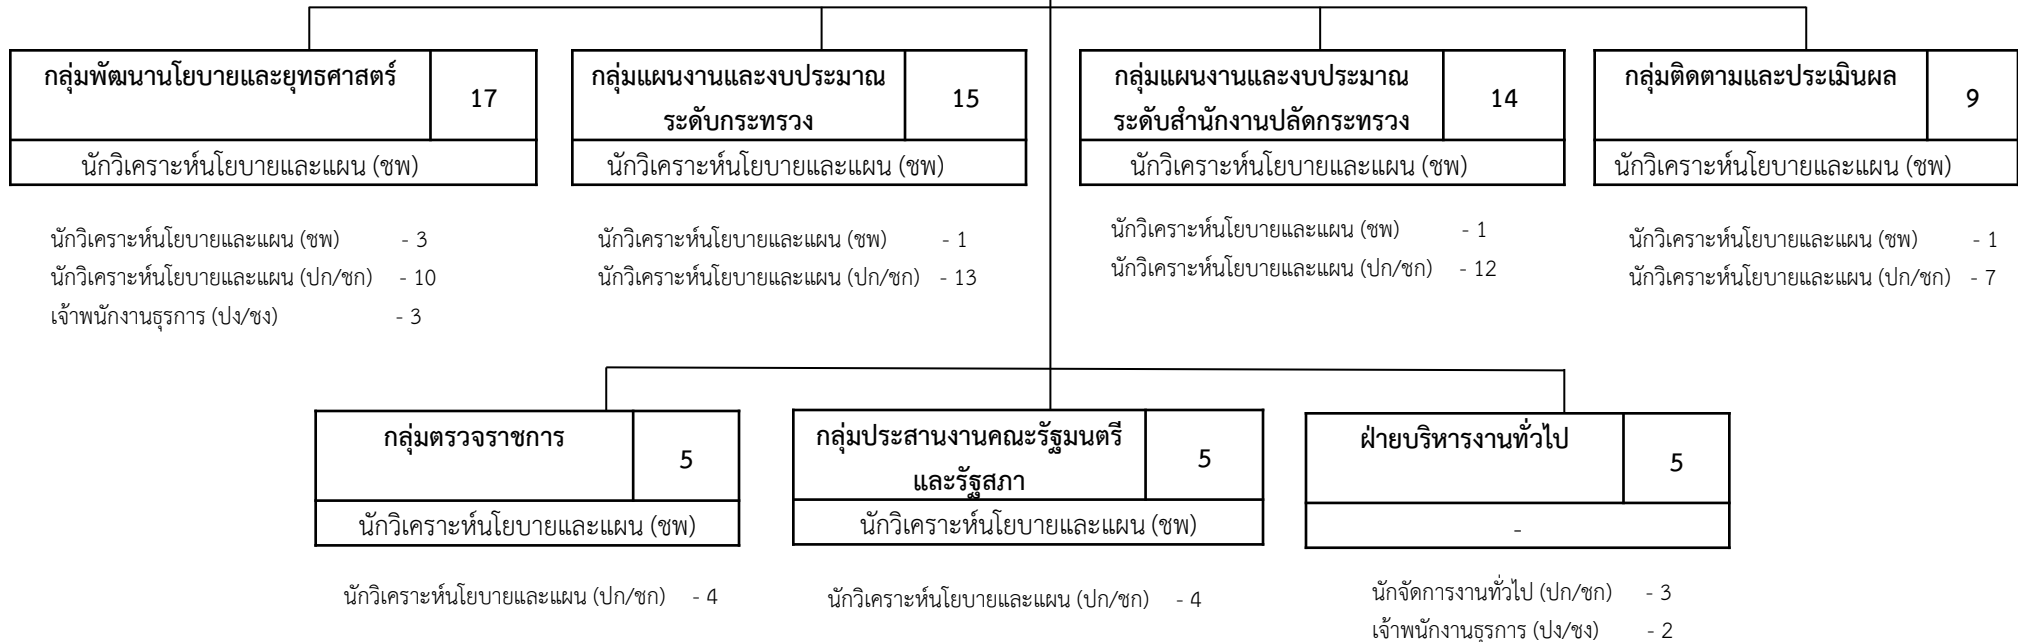 กลุ่มพัฒนานโยบายและยุทธศาสตร์
17
นักวิเคราะห์นโยบายและแผน (ชพ)
นักวิเคราะห์นโยบายและแผน (ชพ) - 3
นักวิเคราะห์นโยบายและแผน (ปก/ชก) - 10
เจ้าพนักงานธุรการ (ปง/ชง) - 3
กลุ่มแผนงานและงบประมาณ
ระดับกระทรวง
15
นักวิเคราะห์นโยบายและแผน (ชพ)
นักวิเคราะห์นโยบายและแผน (ชพ) - 1
นักวิเคราะห์นโยบายและแผน (ปก/ชก) - 13
กลุ่มแผนงานและงบประมาณ
ระดับสำนักงานปลัดกระทรวง
14
นักวิเคราะห์นโยบายและแผน (ชพ)
นักวิเคราะห์นโยบายและแผน (ชพ) - 1
นักวิเคราะห์นโยบายและแผน (ปก/ชก) - 12
กลุ่มติดตามและประเมินผล
9
นักวิเคราะห์นโยบายและแผน (ชพ)
นักวิเคราะห์นโยบายและแผน (ชพ) - 1
นักวิเคราะห์นโยบายและแผน (ปก/ชก) - 7
กลุ่มตรวจราชการ
5
นักวิเคราะห์นโยบายและแผน (ชพ)
นักวิเคราะห์นโยบายและแผน (ปก/ชก) - 4
กลุ่มประสานงานคณะรัฐมนตรี
และรัฐสภา
5
นักวิเคราะห์นโยบายและแผน (ชพ)
นักวิเคราะห์นโยบายและแผน (ปก/ชก) - 4
ฝ่ายบริหารงานทั่วไป
5
-
นักจัดการงานทั่วไป (ปก/ชก) - 3
เจ้าพนักงานธุรการ (ปง/ชง) - 2